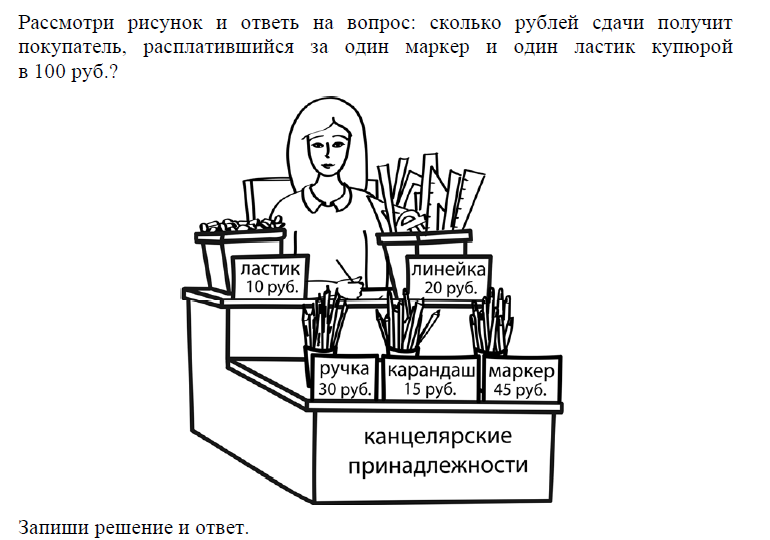 Рассмотри рисунок и ответь на вопрос: сколько рублей сдачи получит
покупатель, расплатившийся за один маркер и один ластик купюрой
в 100 руб.?
ластик
10 руб.
линейка
20 руб.
ручка
30 руб.
карандаш
15 руб.
маркер
45 руб.
канцелярские
принадлежности
Запиши решение и ответ.